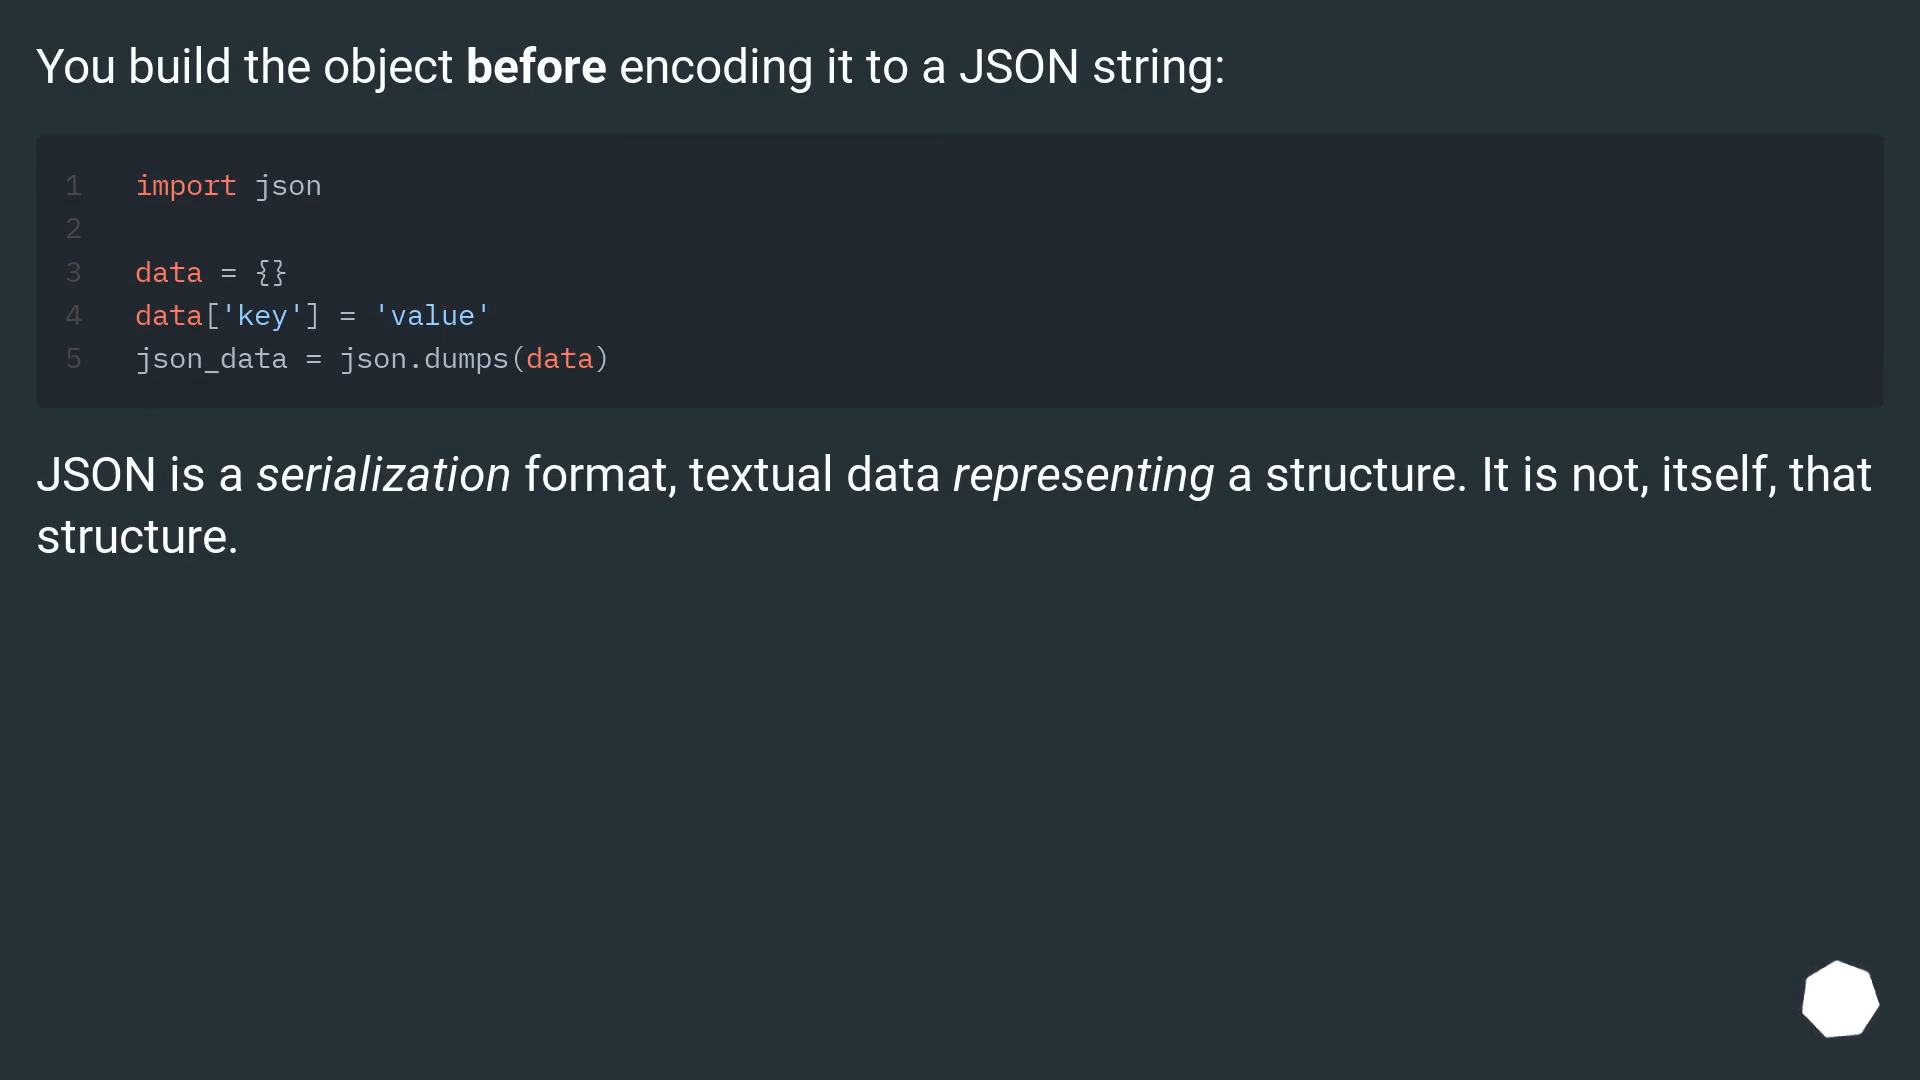 You build the object before encoding it to a JSON string:
1 import json
2
3 data = {}
4 data['key'] = 'value'
5 json_data = json.dumps(data)
JSON is a serialization format, textual data representing a structure. It is not, itself, that
structure.